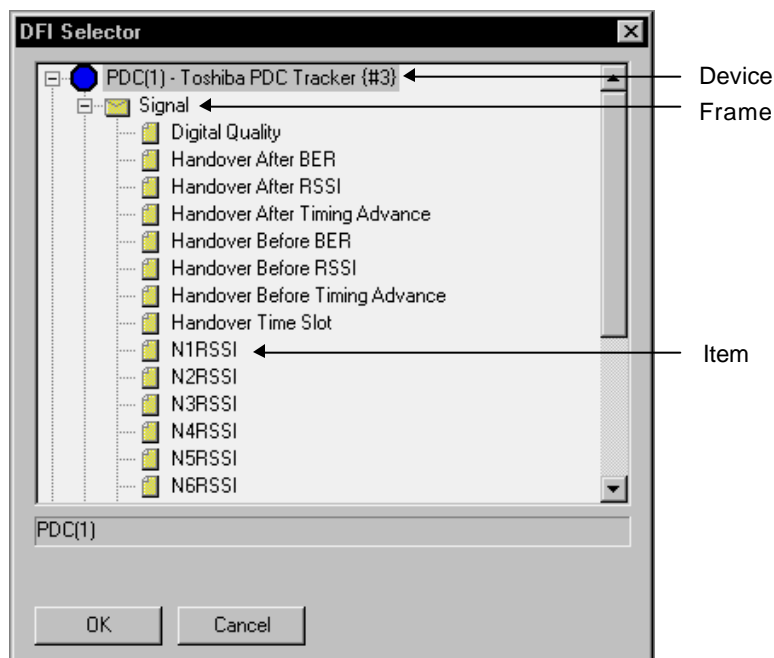 DFI Selector
PDC(1) - Toshiba PDC Tracker {#3}
Device
Signal
Frame
Digital Quality
Handover After BER
Handover After RSSI
Handover After Timing Advance
Handover Before BER
Handover Before RSSI
Handover Before Timing Advance
Handover Time Slot
N1RSSI
Item
N2RSSI
N3RSSI
N4RSSI
N5RSSI
N6RSSI
PDC(1)
OK
Cancel